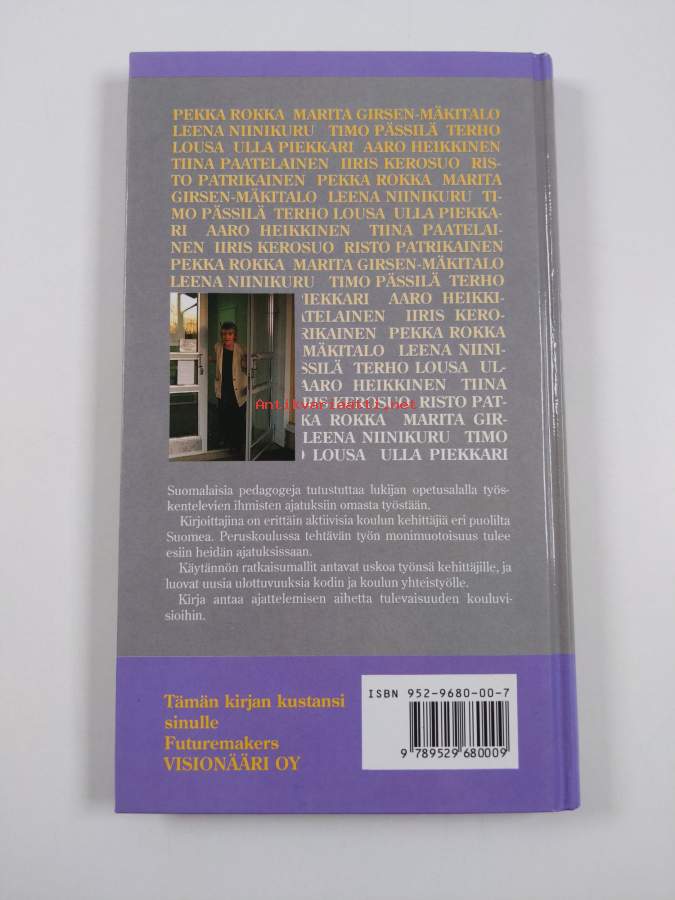 PEKKA ROKKA MARITA GIRSEN-MÄKITALO
LEENA NIINIKURU TIMO PÄSSILÄ TERHO
LOUSA ULLA PIEKKARI AARO HEIKKINEN
TIINA PAATELAINEN IIRIS KEROSUO RIS-
TO PATRIKAINEN PEKKA ROKKA MARITA
GIRSEN-MÄKITALO LEENA NIINIKURU TI-
MO PÄSSILÄ TERHO LOUSA ULLA PIEKKA-
RI AARO HEIKKINEN TIINA PAATELAI-
NEN IIRIS KEROSUO RISTO PATRIKAINEN
PEKKA ROKKA MARITA GIRSEN-MÄKITALO
LEENA NIINIKURU TIMO PÄSSILÄ TERHO
PIEKKARI AARO HEIKKI-
ATELAINEN IIRIS KERO-
RIKAINEN PEKKA ROKKA
MÄKITALO LEENA NIINI-
SSILÄ TERHO LOUSA UL-
AARO HEIKKINEN TIINA
IRIS KEROSUO RISTO PAT-
Antikvariaatti.net
KA ROKKA MARITA GIR-
LEENA NIINIKURU TIMO
LOUSA ULLA PIEKKARI
Suomalaisia pedagogeja tutustuttaa lukijan opetusalalla työs-
kentelevien ihmisten ajatuksiin omasta työstään.
Kirjoittajina on erittäin aktiivisia koulun kehittäjiä eri puolilta
Suomea. Peruskoulussa tehtävän työn monimuotoisuus tulee
esiin heidän ajatuksissaan.
Käytännön ratkaisumallit antavat uskoa työnsä kehittäjille, ja
luovat uusia ulottuvuuksia kodin ja koulun yhteistyölle.
Kirja antaa ajattelemisen aihetta tulevaisuuden kouluvi-
sioihin.
Tämän kirjan kustansi
sinulle
Futuremakers
VISIONÄÄRI OY
ISBN 952-9680-00-7
9 789529 680009